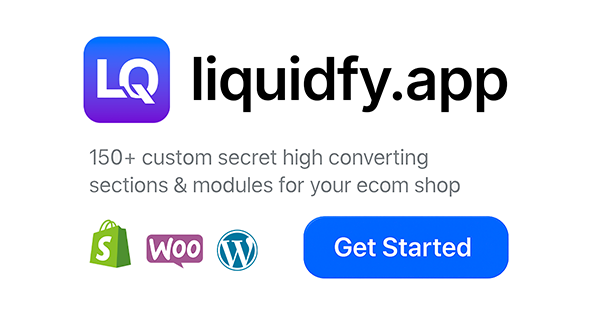 LQ
liquidfy.app
150+ custom secret high converting
sections & modules for your ecom shop
S
WOO
W
Get Started